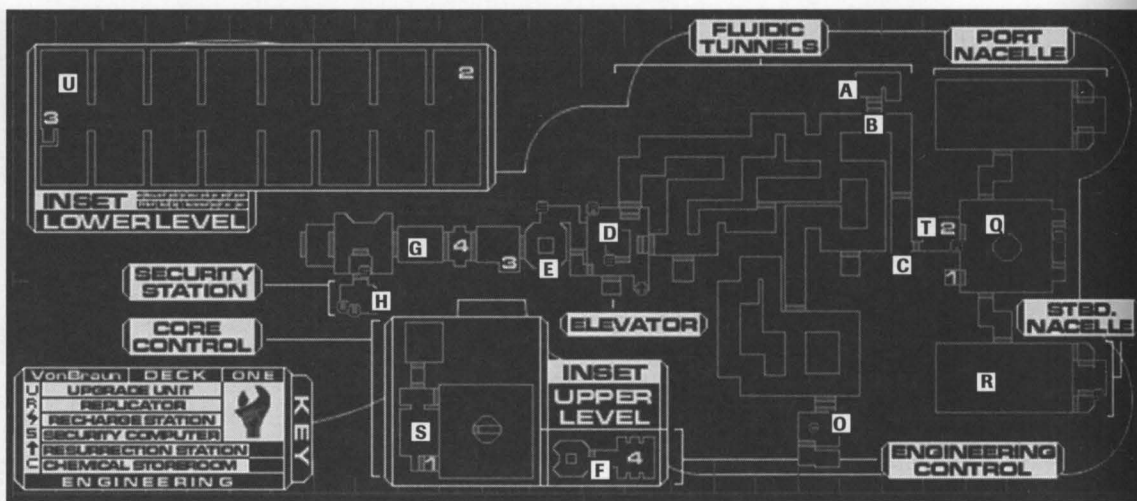 FLUIDIC
TUNNELS
PORT
NACELLE
U
2
3
A
B
INSET
LOWER LEVEL
D
T
2
Q
G
4
3
E
C
1
SECURITY
STATION
H
ELEVATOR
STBD.
NACELLE
CORE
CONTROL
INSET
UPPER
LEVEL
R
VonBraun DECK ONE
U UPGRADE UNIT
R REPLICATOR
RECHARGE STATION
S SECURITY COMPUTER
RESURRECTION STATION
C CHEMICAL STOREROOM
ENGINEERING
KEY
S
1
F
4
O
ENGINEERING
CONTROL